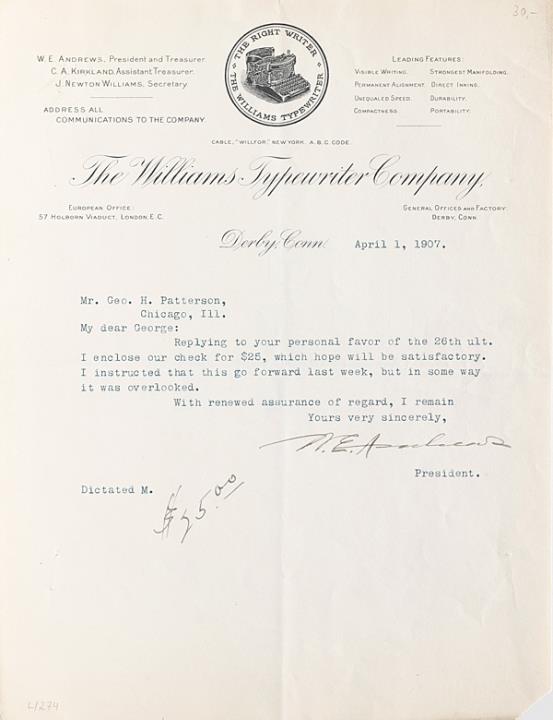 30,-
W. E. Andrews, President and Treasurer.
C. A. Kirkland, Assistant Treasurer.
J. Newton Williams, Secretary.
Address all
communications to the company.
THE RIGHT WRITER
THE WILLIAMS TYPEWRITER
Leading Features:
Visible Writing. Strongest Manifolding.
Permanent Alignment. Direct Inking.
Unequaled Speed. Durability.
Compactness. Portability.
Cable, "Willfor," New York. A.B.C. Code.
The Williams Typewriter Company,
European Office:
57 Holborn Viaduct, London, E.C.
General Offices and Factory:
Derby, Conn.
Derby, Conn. April 1, 1907.
Mr. Geo. H. Patterson,
Chicago, Ill.
My dear George:
Replying to your personal favor of the 26th ult.
I enclose our check for $25, which hope will be satisfactory.
I instructed that this go forward last week, but in some way
it was overlooked.
With renewed assurance of regard, I remain
Yours very sincerely,
W. E. Andrews
President.
Dictated M.
$25.00
L1274